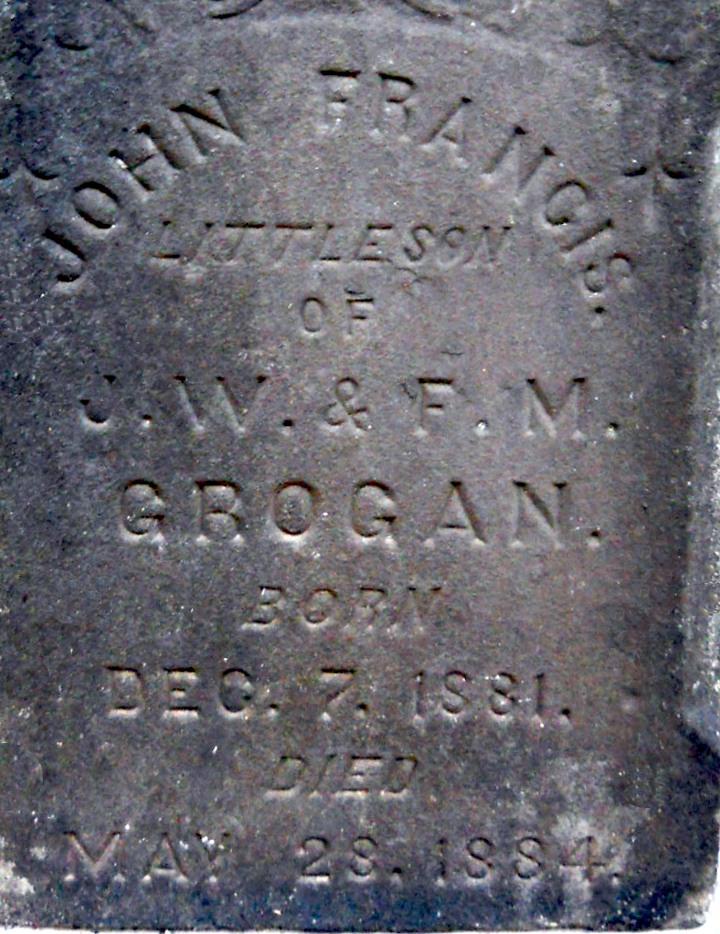 JOHN FRANCIS.
LITTLE SON
OF
J. W. & F. M.
GROGAN.
BORN
DEC. 7. 1881.
DIED
MAY 28. 1884.